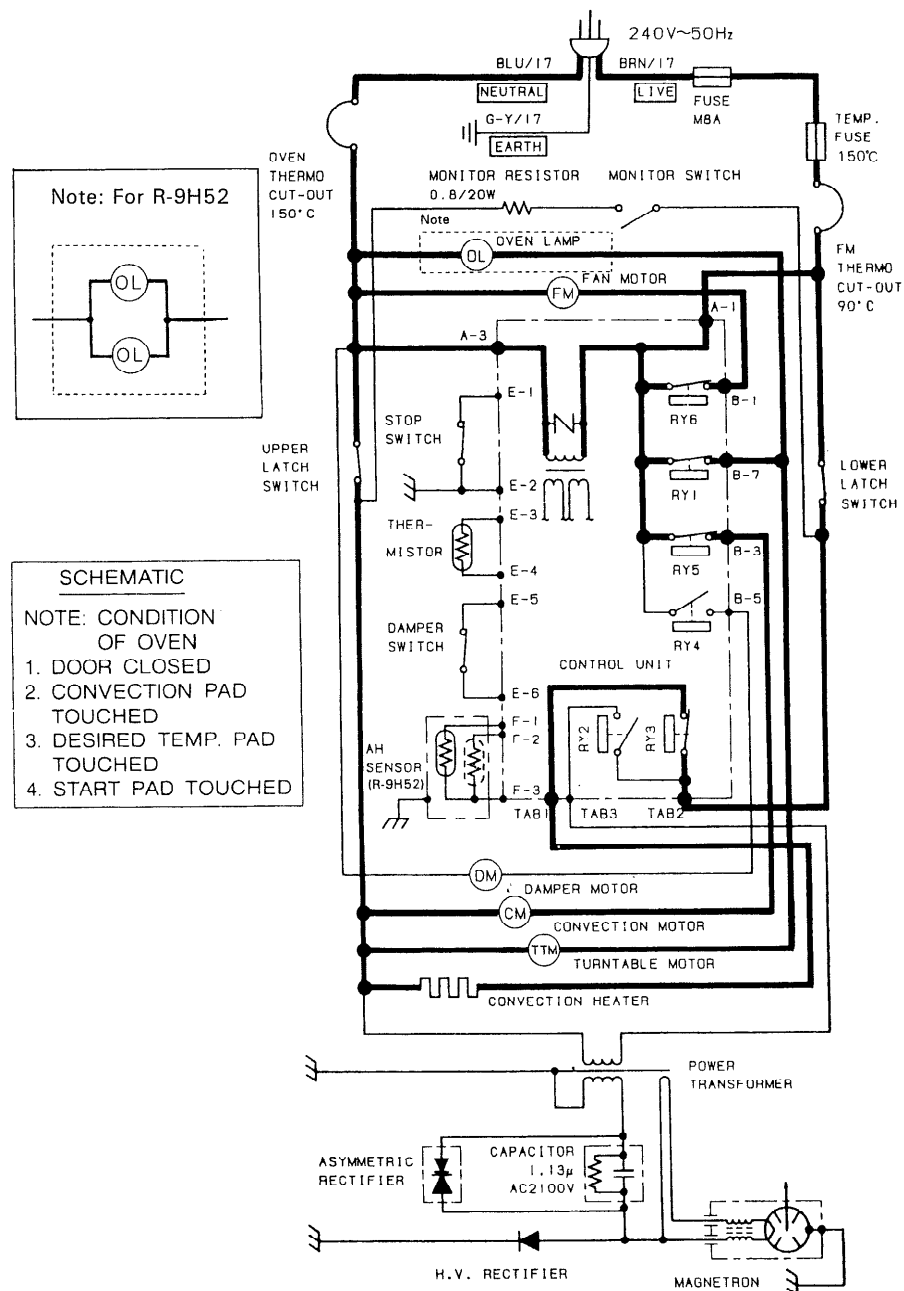 240V~50Hz
BLU/17
BRN/17
NEUTRAL
LIVE
FUSE
M8A
G-Y/17
EARTH
TEMP.
FUSE
150℃
OVEN
THERMO
CUT-OUT
150°C
MONITOR RESISTOR
0.8/20W
MONITOR SWITCH
Note
OVEN LAMP
OL
FM
THERMO
CUT-OUT
90°C
FAN MOTOR
FM
Note: For R-9H52
OL
OL
A-3
A-1
E-1
STOP
SWITCH
E-2
RY6
B-1
UPPER
LATCH
SWITCH
RY1
B-7
LOWER
LATCH
SWITCH
E-3
THER-
MISTOR
E-4
RY5
B-3
E-5
DAMPER
SWITCH
E-6
RY4
B-5
CONTROL UNIT
SCHEMATIC
NOTE: CONDITION
OF OVEN
1. DOOR CLOSED
2. CONVECTION PAD
TOUCHED
3. DESIRED TEMP. PAD
TOUCHED
4. START PAD TOUCHED
F-1
F-2
AH
SENSOR
(R-9H52)
F-3
RY2
RY3
TAB1
TAB3
TAB2
DM
DAMPER MOTOR
CM
CONVECTION MOTOR
TTM
TURNTABLE MOTOR
CONVECTION HEATER
POWER
TRANSFORMER
ASYMMETRIC
RECTIFIER
CAPACITOR
1.13μ
AC2100V
H.V. RECTIFIER
MAGNETRON